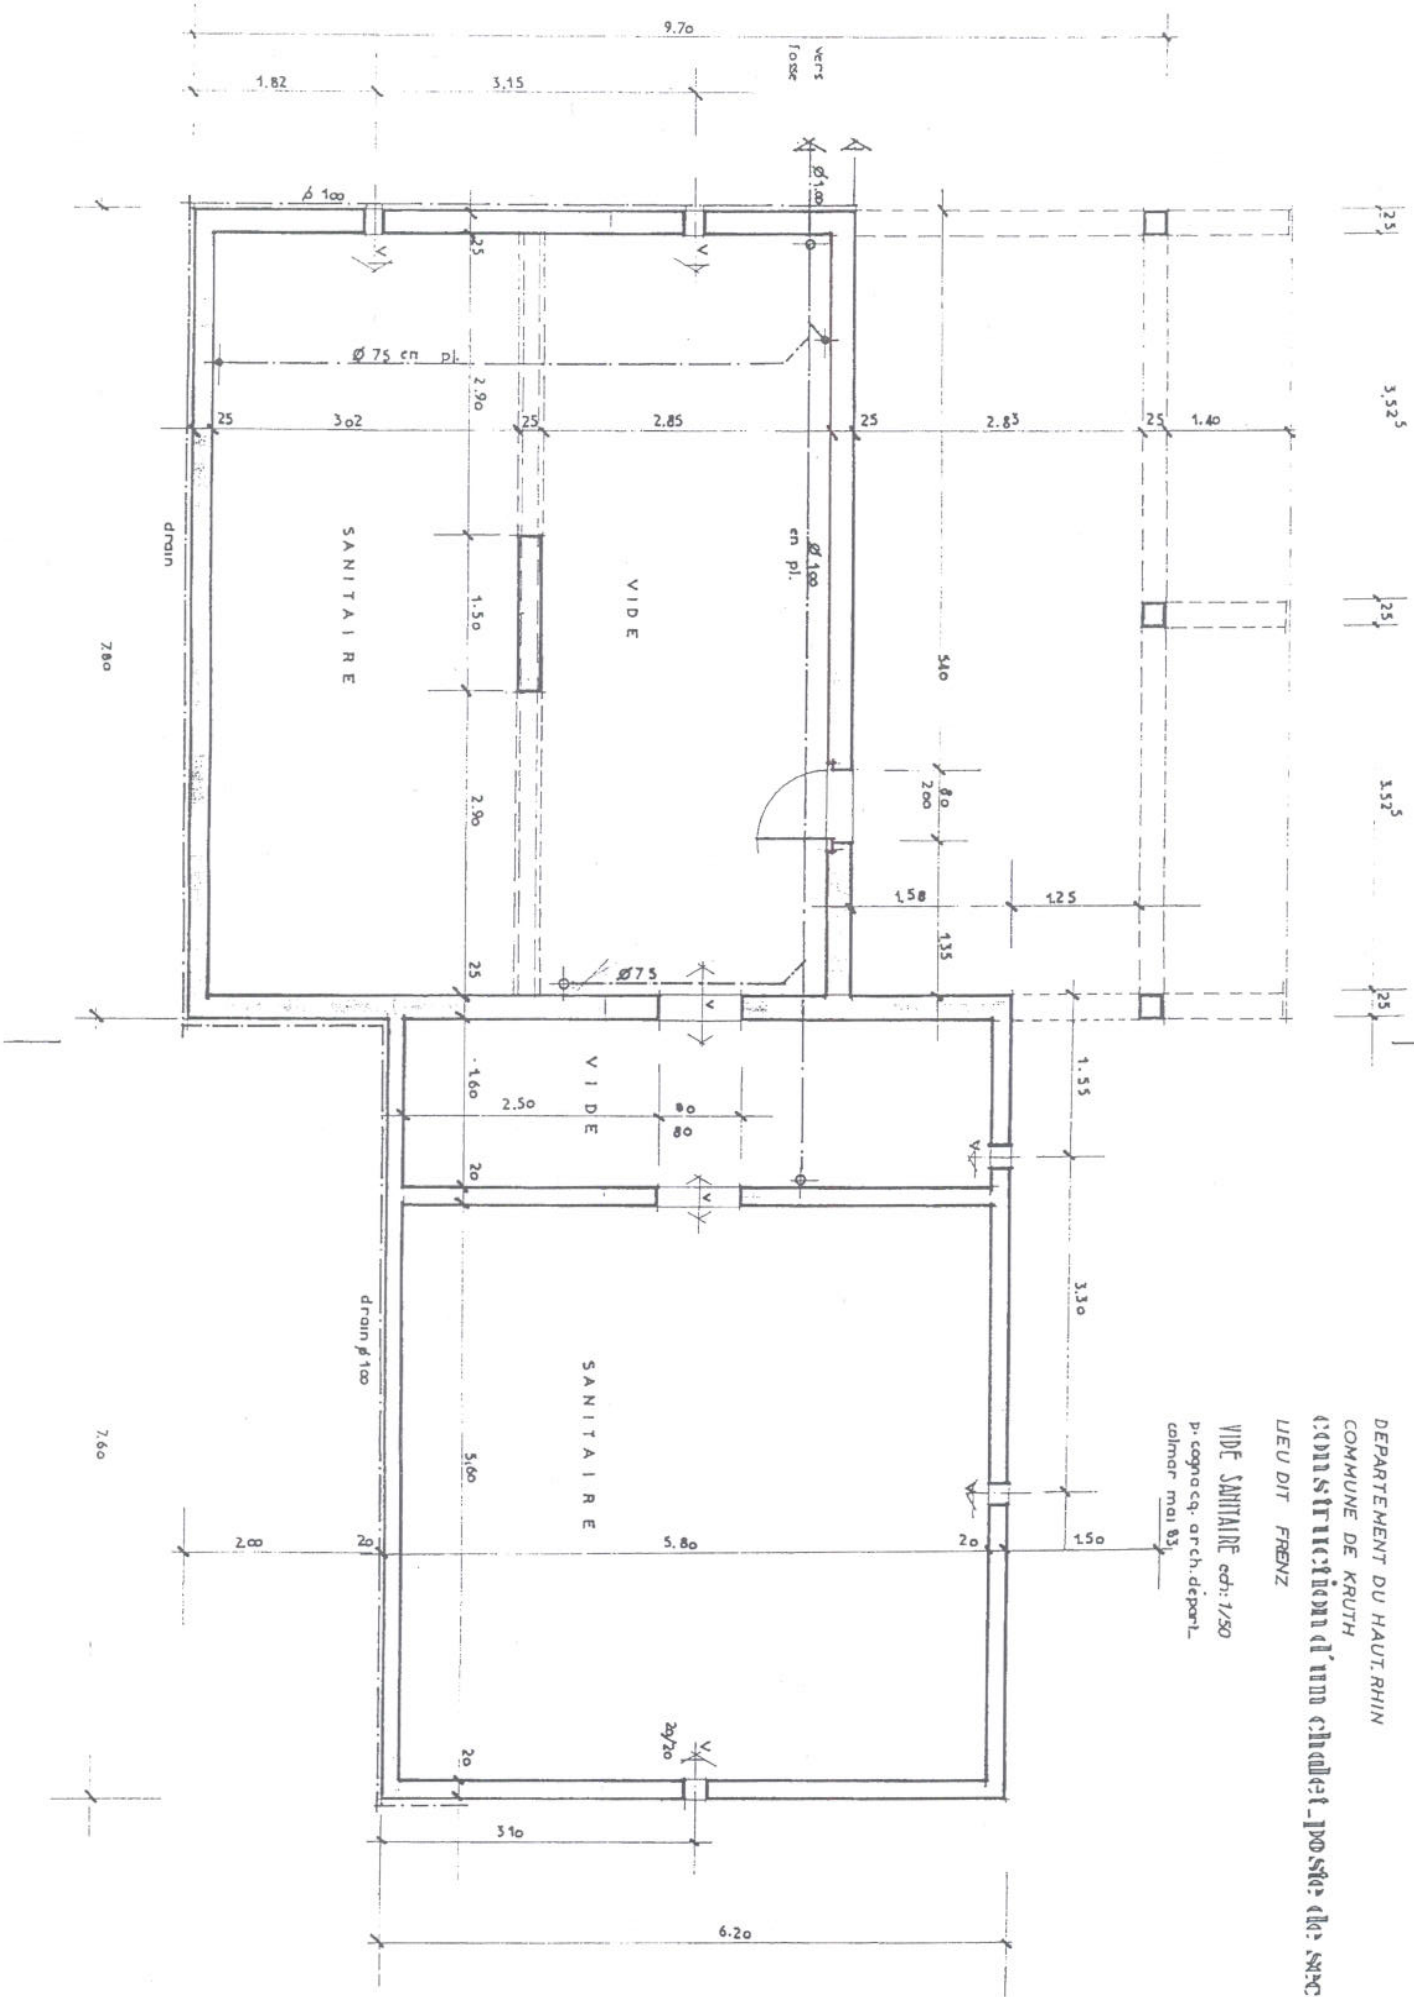 DEPARTEMENT DU HAUT.RHIN
COMMUNE DE KRUTH
construction d'un chalet_poste de sec
LIEU DIT FRENZ
VIDE SANITAIRE ech: 1/50
p. cognacq. arch. départ_
colmar mai 83
9.70
1.82
3.15
vers
fosse
Ø 100
Ø 100
25
3.52⁵
25
3.52⁵
25
25
Ø 75 en pl.
2.90
25
3.02
25
2.85
25
2.83
25
1.40
drain
SANITAIRE
1.50
VIDE
Ø 100
en pl.
5.40
7.80
80
200
2.90
1.58
1.25
1.35
25
Ø 75
V
V
V
1.60
2.50
80
80
VIDE
1.55
V
20
V
drain Ø 100
3.30
SANITAIRE
5.60
7.60
V
2.00
20
5.80
20
1.50
20
20/20
V
3.10
6.20